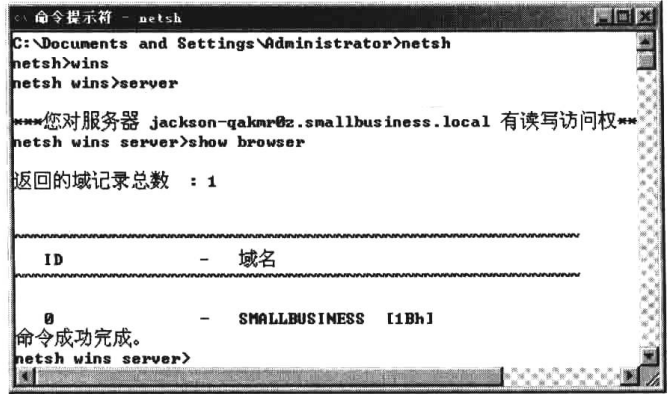 命令提示符 - netsh
C:\Documents and Settings\Administrator>netsh
netsh>wins
netsh wins>server
***您对服务器 jackson-qakmr0z.smallbusiness.local 有读写访问权**
netsh wins server>show browser
返回的域记录总数 : 1
ID - 域名
0 - SMALLBUSINESS [1Bh]
命令成功完成。
netsh wins server>